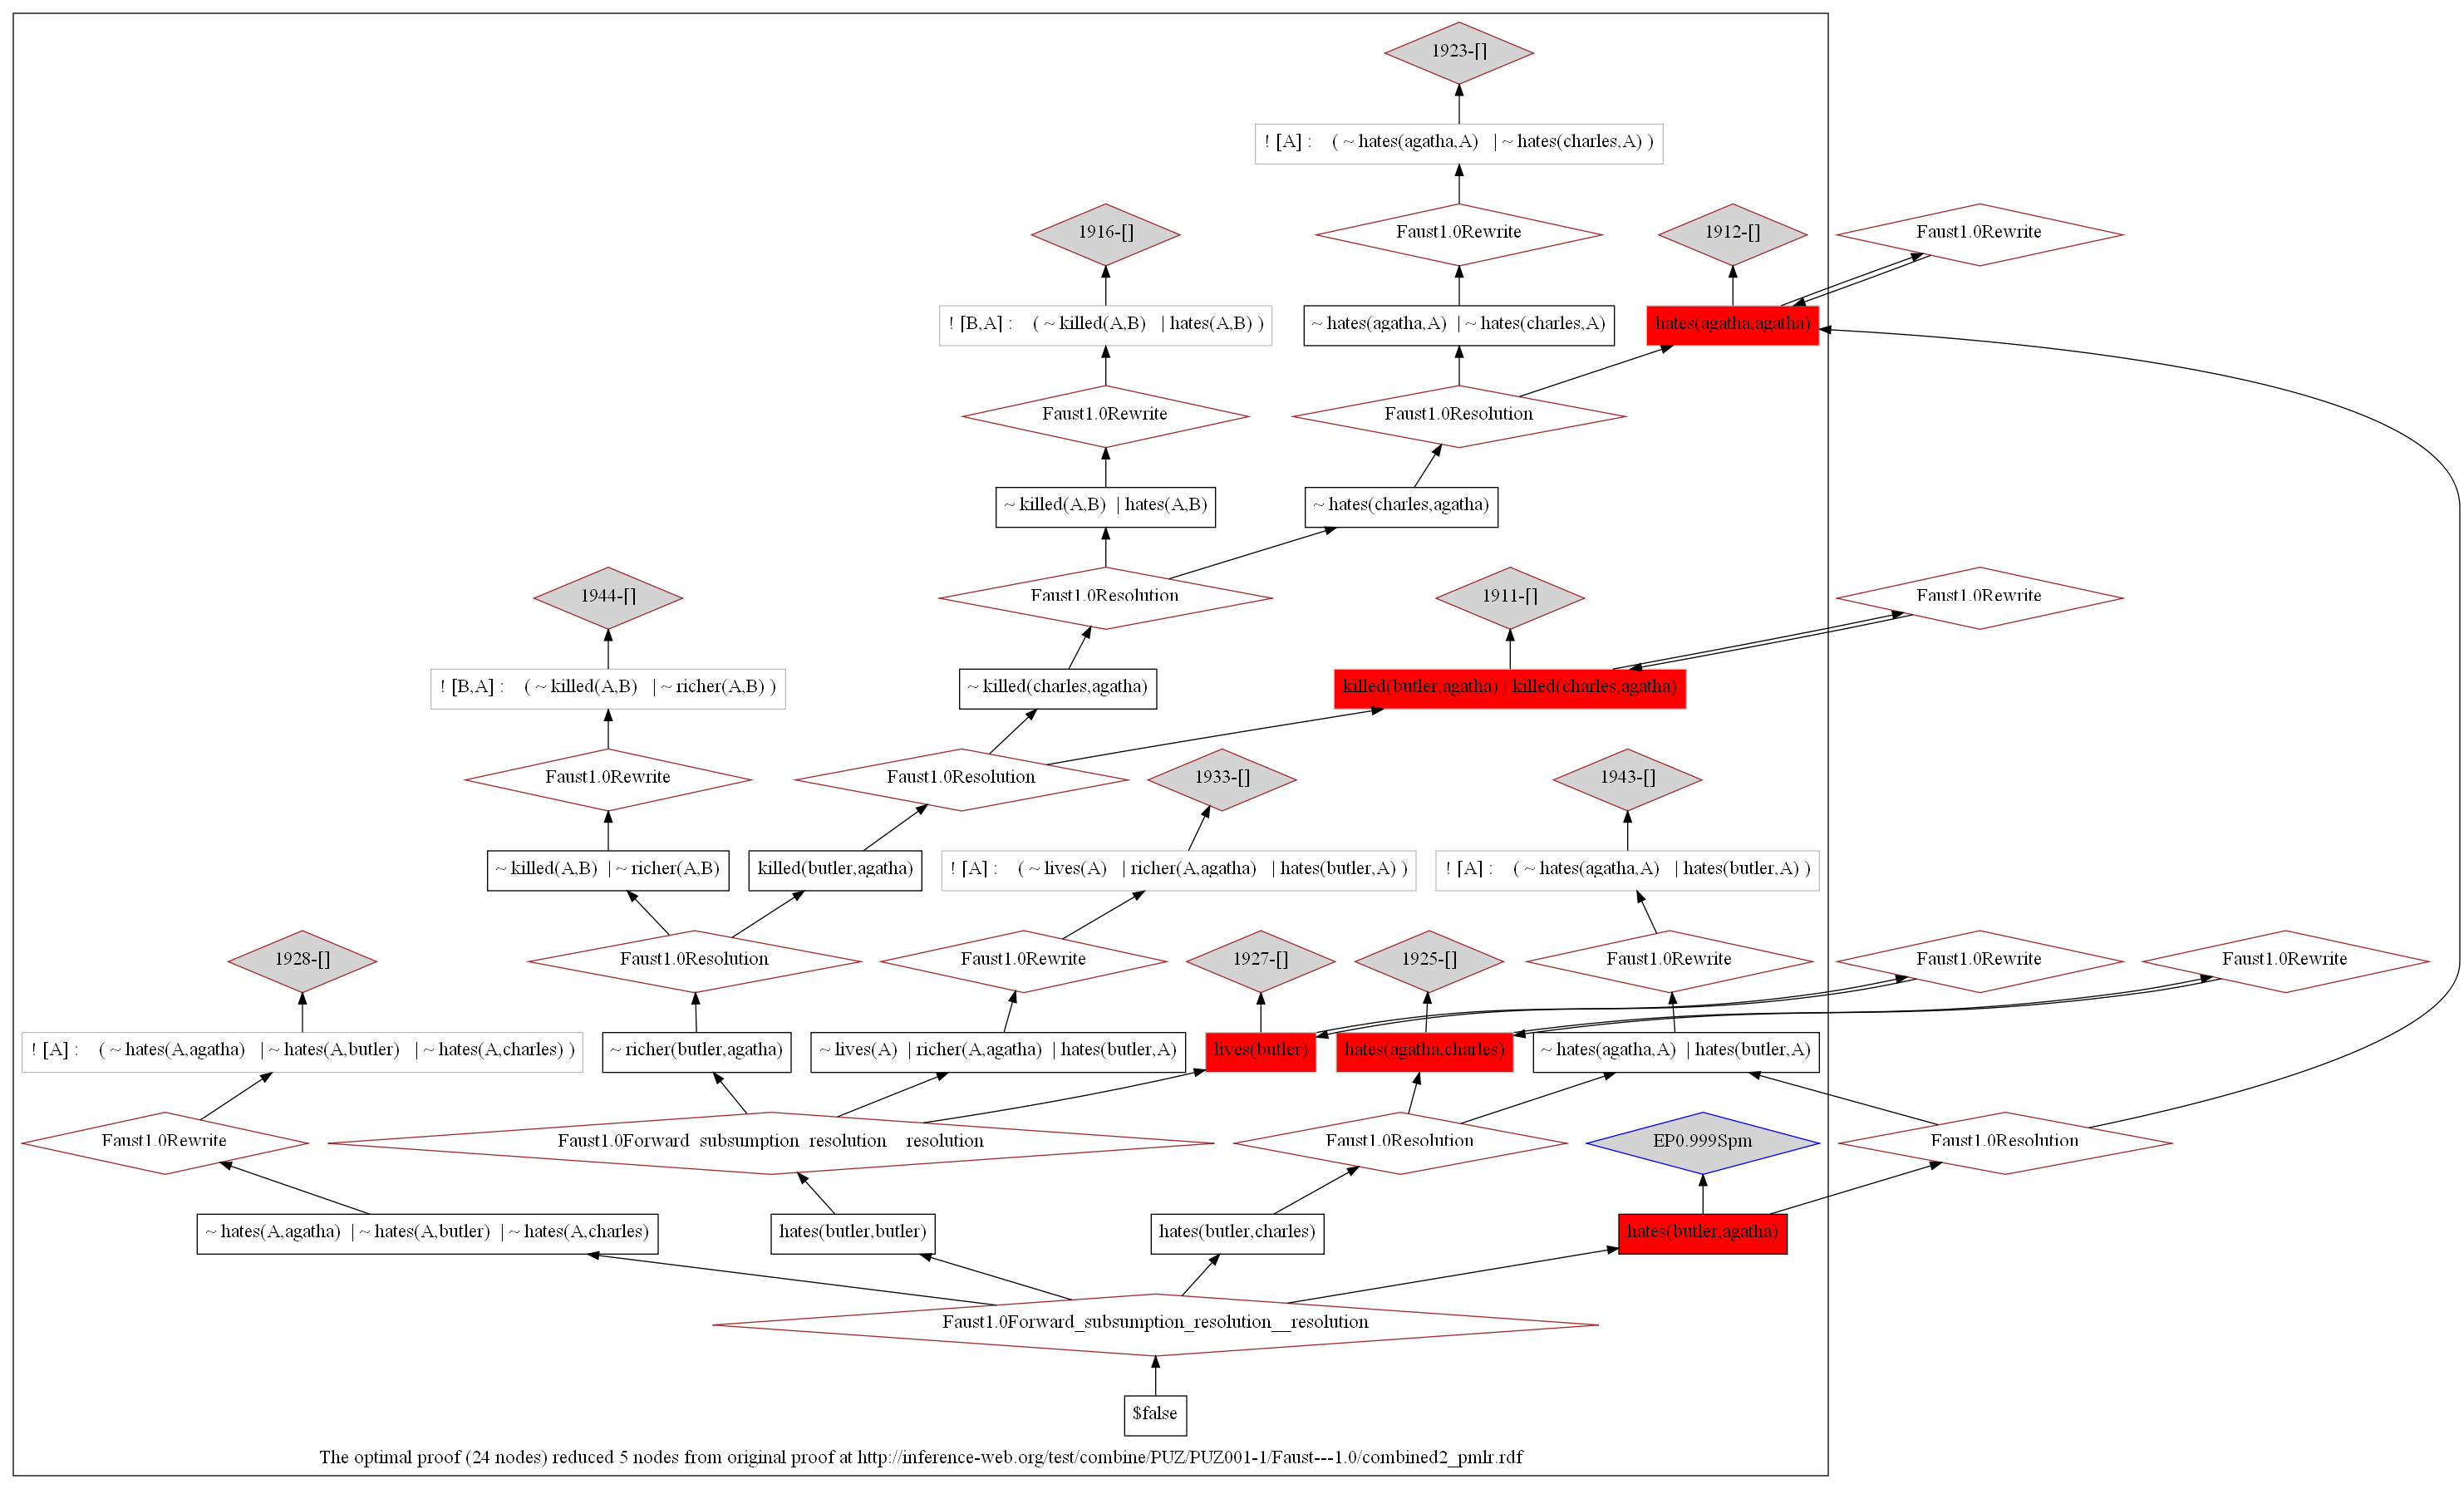 1923-[]
! [A] : ( ~ hates(agatha,A) | ~ hates(charles,A) )
1916-[]
Faust1.0Rewrite
1912-[]
Faust1.0Rewrite
! [B,A] : ( ~ killed(A,B) | hates(A,B) )
~ hates(agatha,A) | ~ hates(charles,A)
hates(agatha,agatha)
Faust1.0Rewrite
Faust1.0Resolution
~ killed(A,B) | hates(A,B)
~ hates(charles,agatha)
1944-[]
Faust1.0Resolution
1911-[]
Faust1.0Rewrite
! [B,A] : ( ~ killed(A,B) | ~ richer(A,B) )
~ killed(charles,agatha)
killed(butler,agatha) | killed(charles,agatha)
Faust1.0Rewrite
Faust1.0Resolution
1933-[]
1943-[]
~ killed(A,B) | ~ richer(A,B)
killed(butler,agatha)
! [A] : ( ~ lives(A) | richer(A,agatha) | hates(butler,A) )
! [A] : ( ~ hates(agatha,A) | hates(butler,A) )
1928-[]
Faust1.0Resolution
Faust1.0Rewrite
1927-[]
1925-[]
Faust1.0Rewrite
Faust1.0Rewrite
Faust1.0Rewrite
! [A] : ( ~ hates(A,agatha) | ~ hates(A,butler) | ~ hates(A,charles) )
~ richer(butler,agatha)
~ lives(A) | richer(A,agatha) | hates(butler,A)
lives(butler)
hates(agatha,charles)
~ hates(agatha,A) | hates(butler,A)
Faust1.0Rewrite
Faust1.0Forward_subsumption_resolution__resolution
Faust1.0Resolution
EP0.999Spm
Faust1.0Resolution
~ hates(A,agatha) | ~ hates(A,butler) | ~ hates(A,charles)
hates(butler,butler)
hates(butler,charles)
hates(butler,agatha)
Faust1.0Forward_subsumption_resolution__resolution
$false
The optimal proof (24 nodes) reduced 5 nodes from original proof at http://inference-web.org/test/combine/PUZ/PUZ001-1/Faust---1.0/combined2_pmlr.rdf